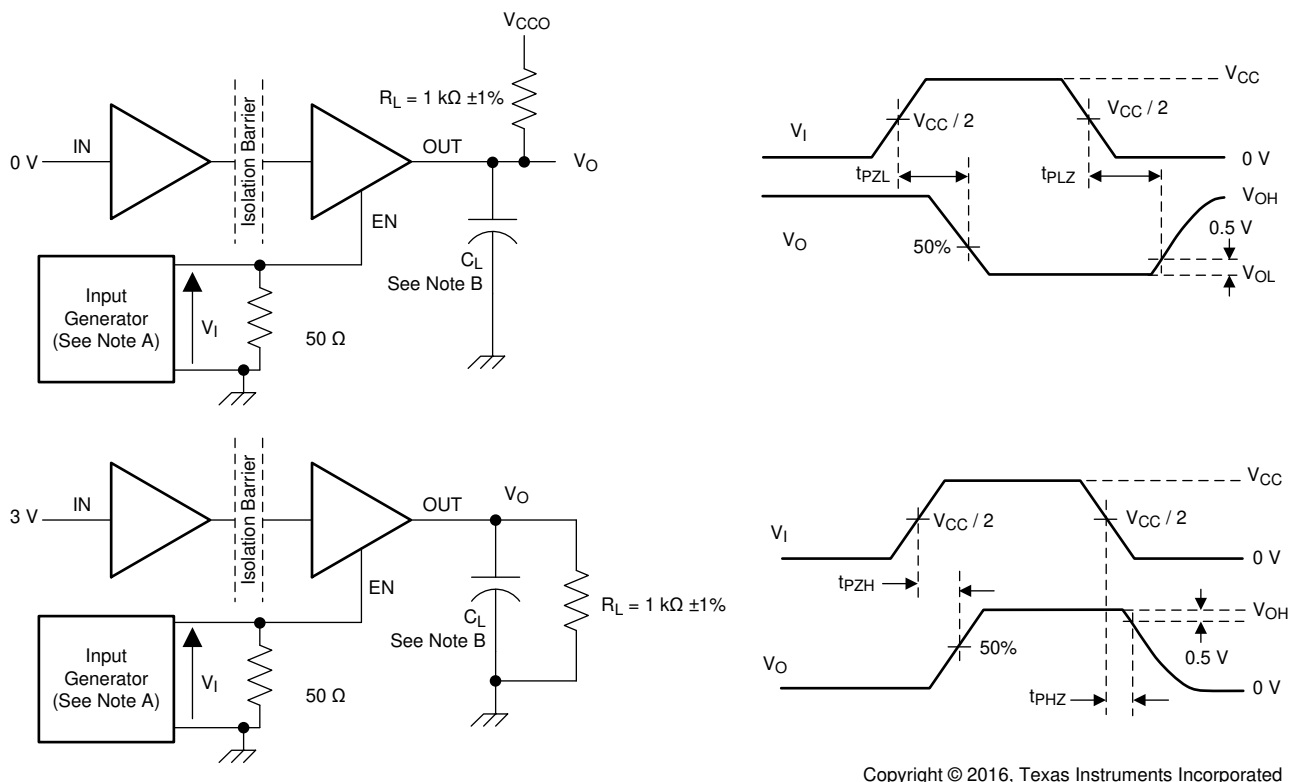 VCCO
RL = 1 kΩ ±1%
Isolation Barrier
IN
OUT
0 V
VO
EN
CL
See Note B
Input
Generator
(See Note A)
VI
50 Ω
VCC
VCC / 2
VCC / 2
VI
0 V
tPZL
tPLZ
VOH
0.5 V
VO
50%
VOL
Isolation Barrier
IN
OUT
VO
3 V
EN
CL
See Note B
RL = 1 kΩ ±1%
Input
Generator
(See Note A)
VI
50 Ω
VCC
VCC / 2
VCC / 2
VI
0 V
tPZH
VOH
0.5 V
50%
VO
0 V
tPHZ
Copyright © 2016, Texas Instruments Incorporated